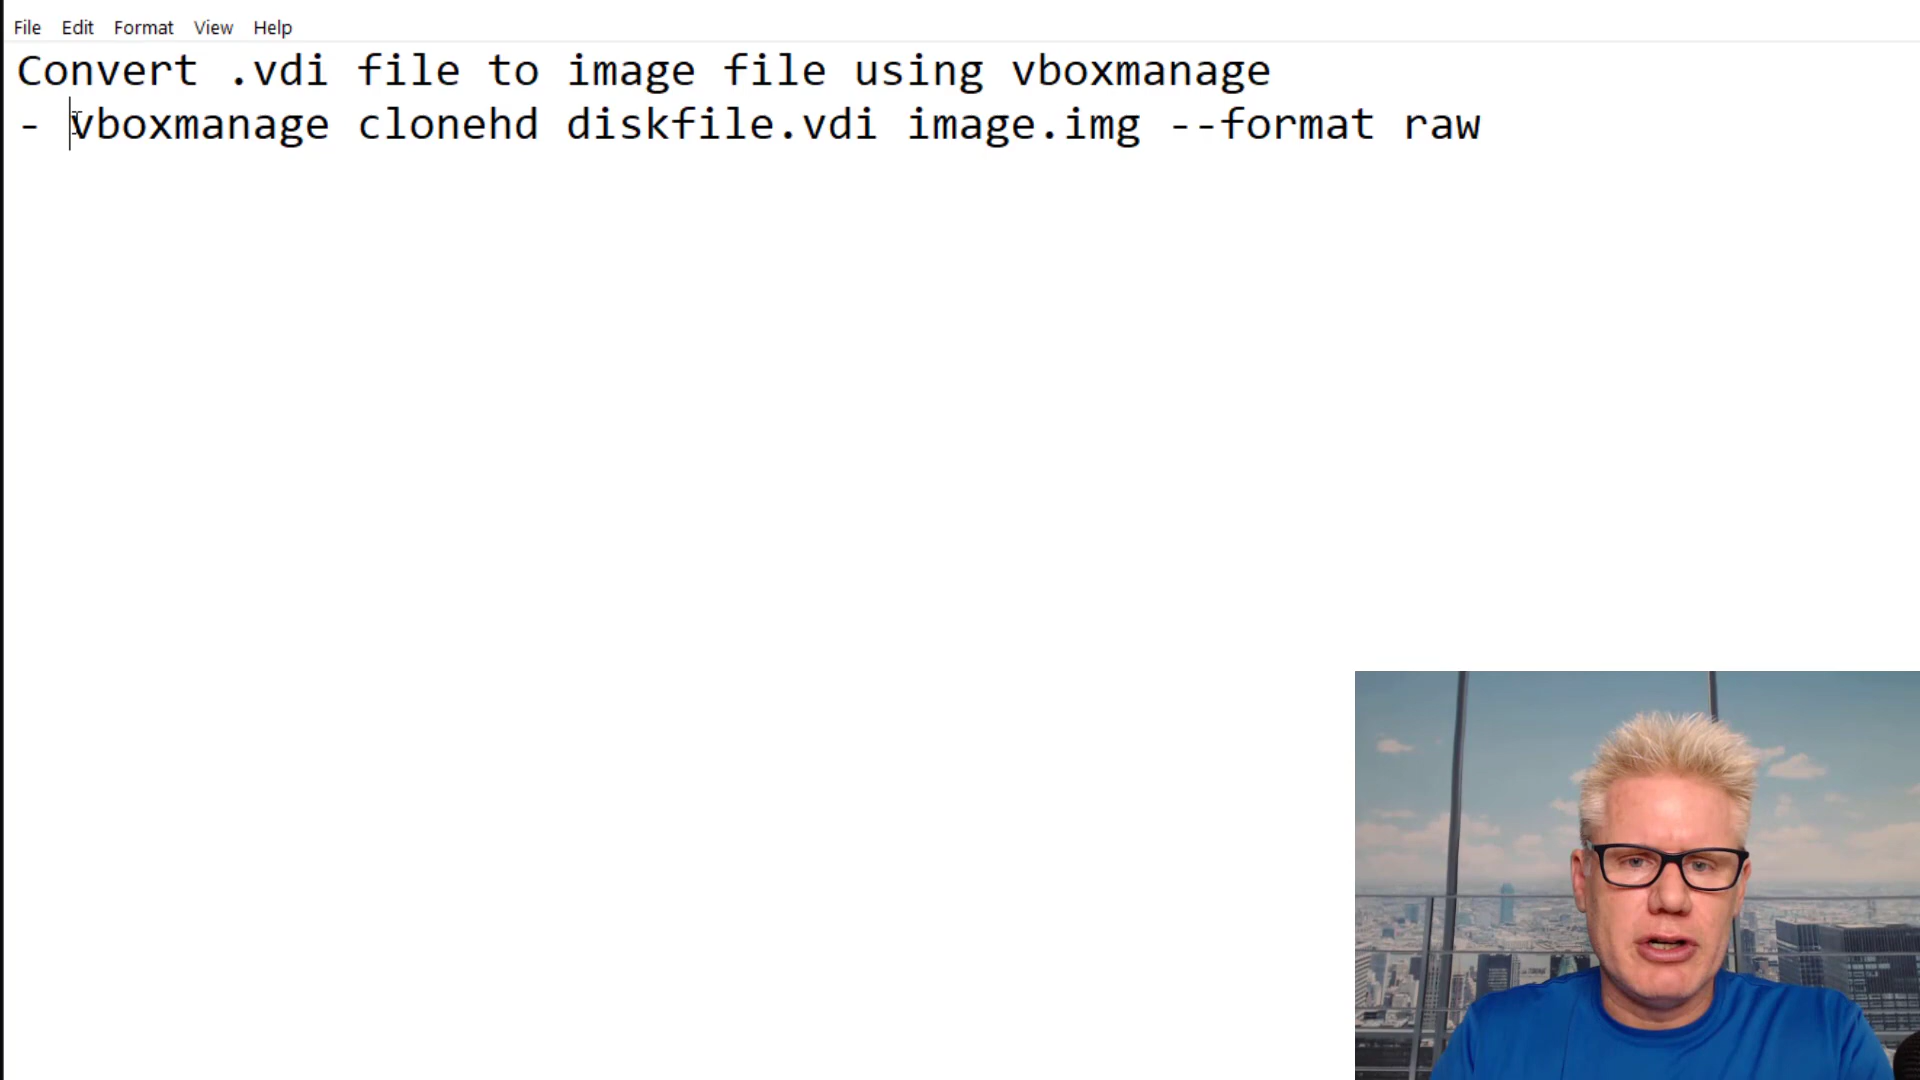 File Edit Format View Help
Convert .vdi file to image file using vboxmanage
- vboxmanage clonehd diskfile.vdi image.img --format raw